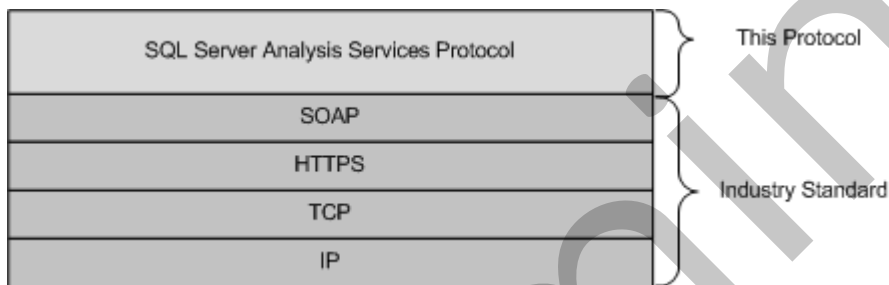 SQL Server Analysis Services Protocol
This Protocol
SOAP
HTTPS
TCP
IP
Industry Standard